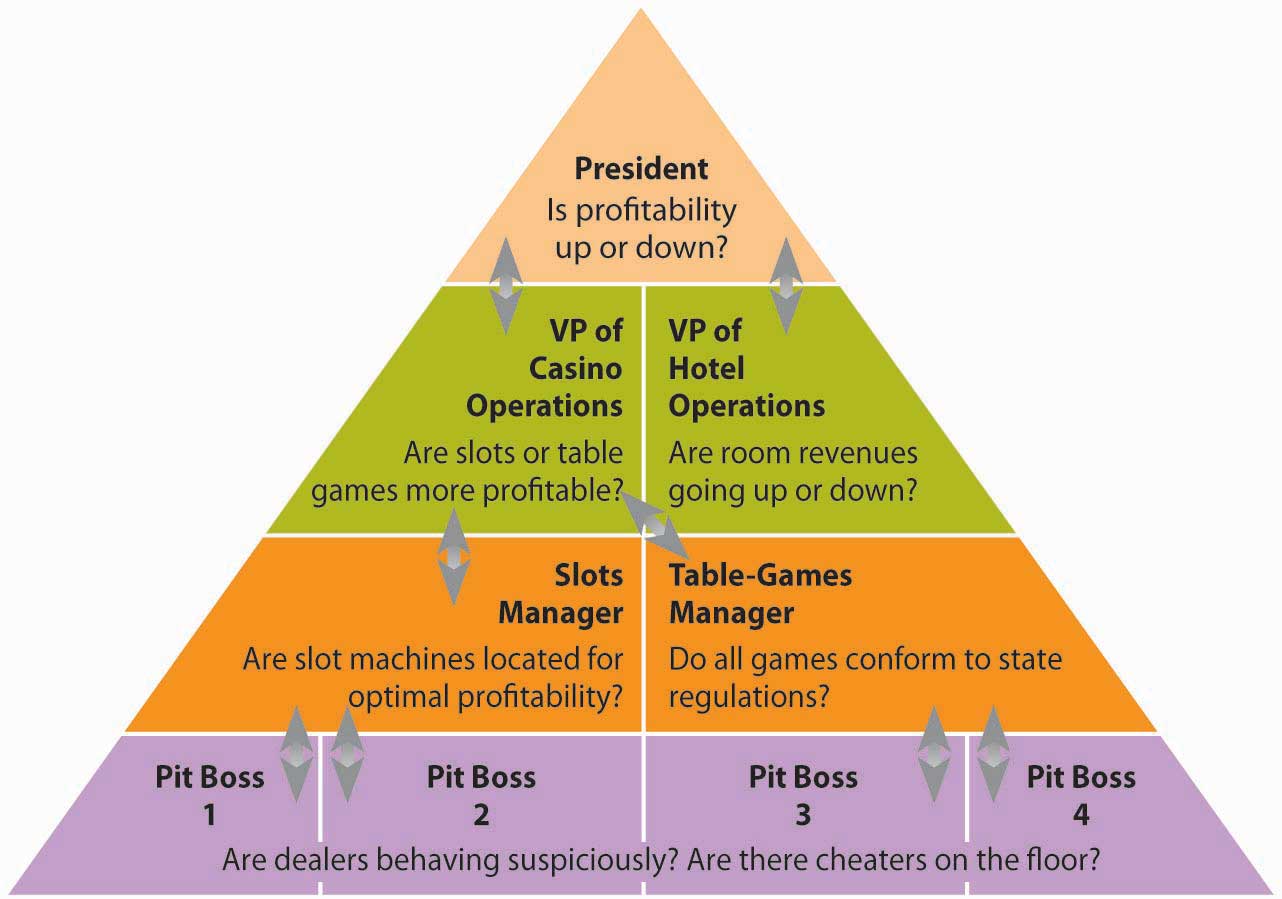 President
Is profitability
up or down?
VP of
Casino
Operations
Are slots or table
games more profitable?
VP of
Hotel
Operations
Are room revenues
going up or down?
Slots
Manager
Are slot machines located for
optimal profitability?
Table-Games
Manager
Do all games conform to state
regulations?
Pit Boss
1
Pit Boss
2
Pit Boss
3
Pit Boss
4
Are dealers behaving suspiciously? Are there cheaters on the floor?